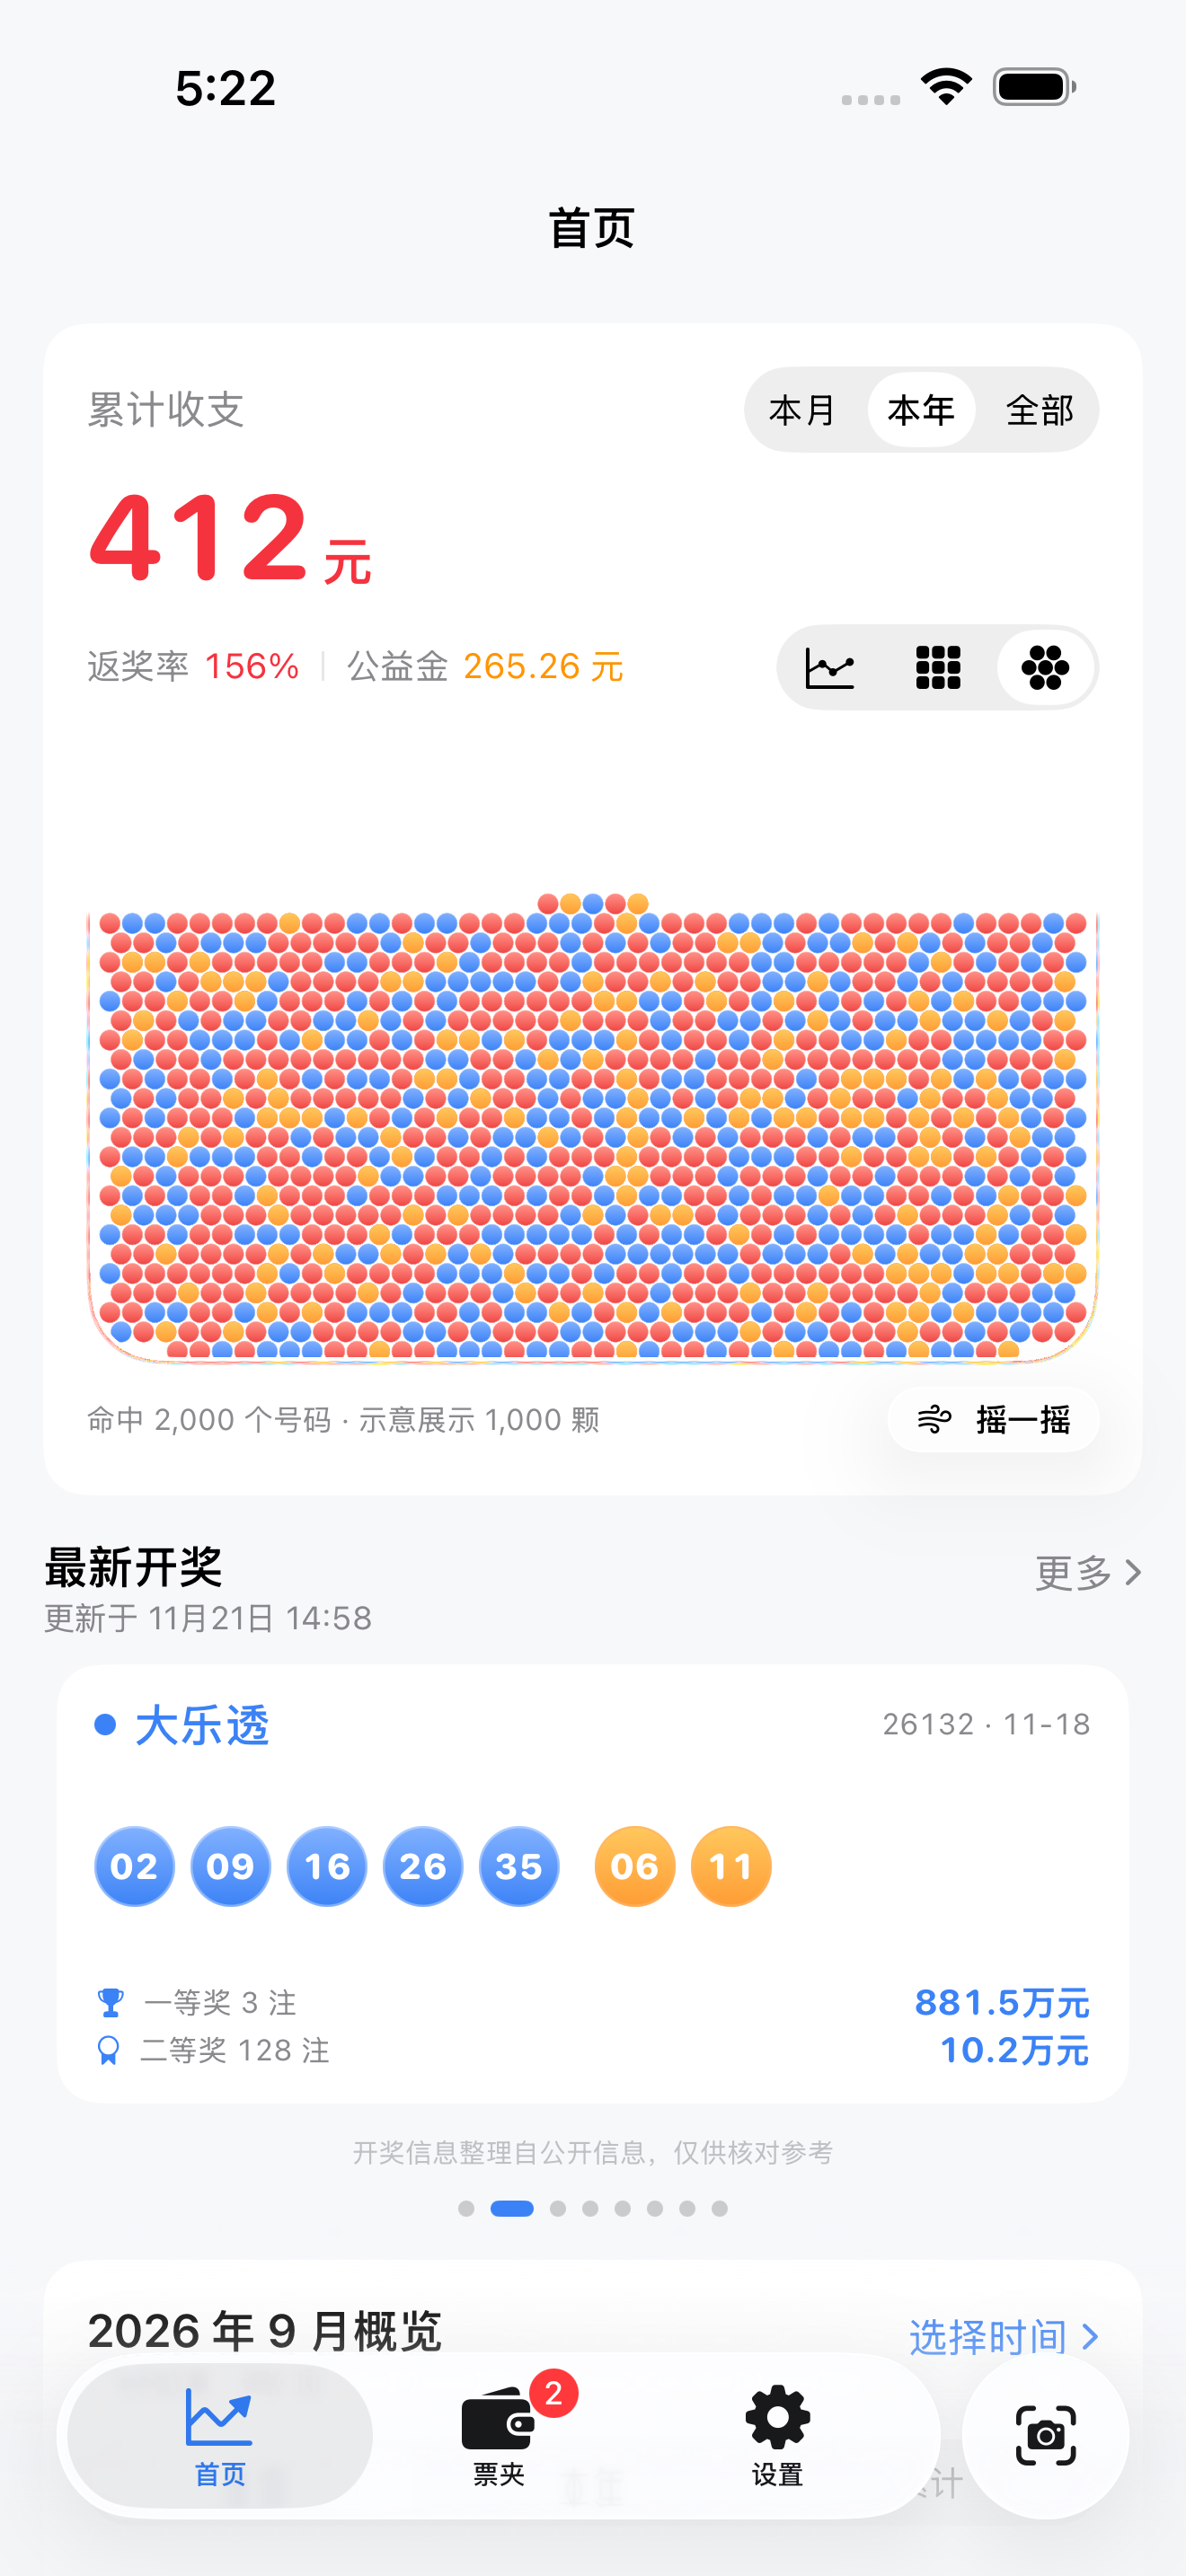 5:22
首页
累计收支
本月 本年 全部
412 元
返奖率 156% | 公益金 265.26 元
命中 2,000 个号码 · 示意展示 1,000 颗
摇一摇
最新开奖
更多
更新于 11月21日 14:58
大乐透
26132 · 11-18
02 09 16 26 35 06 11
一等奖 3 注 881.5万元
二等奖 128 注 10.2万元
开奖信息整理自公开信息，仅供核对参考
2026 年 9 月概览
选择时间
2
首页 票夹 设置
计